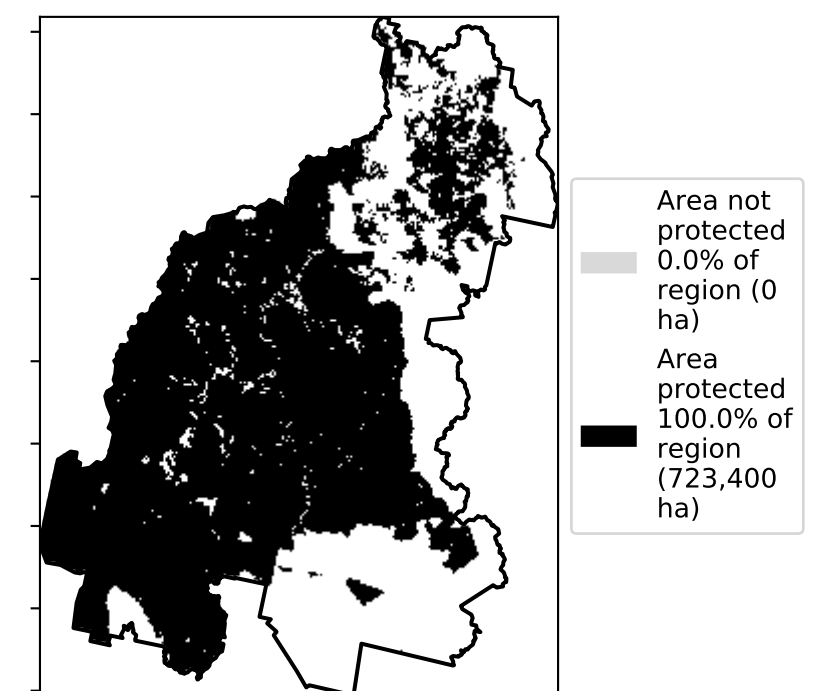 Area not
protected
0.0% of
region (0
ha)
Area
protected
100.0% of
region
(723,400
ha)